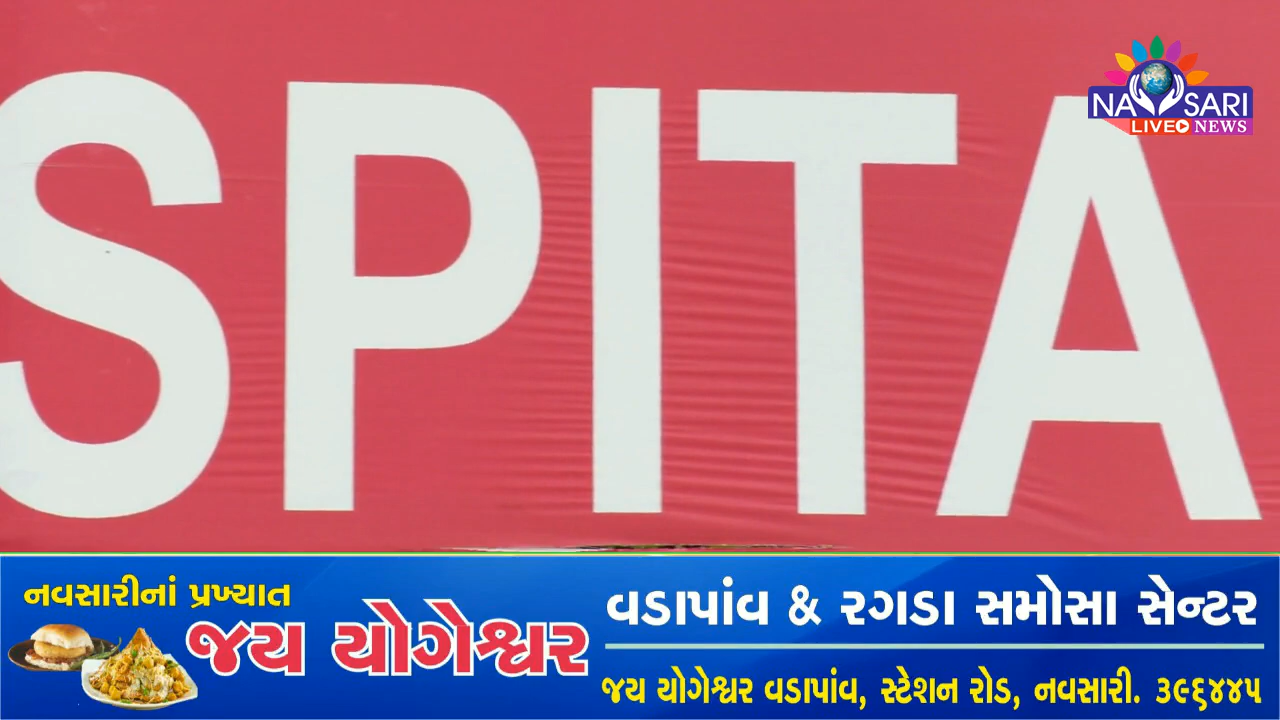 SPITA
NAVSARI
LIVE NEWS
નવસારીનાં પ્રખ્યાત
જય યોગેશ્વર
વડાપાંવ & રગડા સમોસા સેન્ટર
જય યોગેશ્વર વડાપાંવ, સ્ટેશન રોડ, નવસારી. ૩૯૬૪૪૫